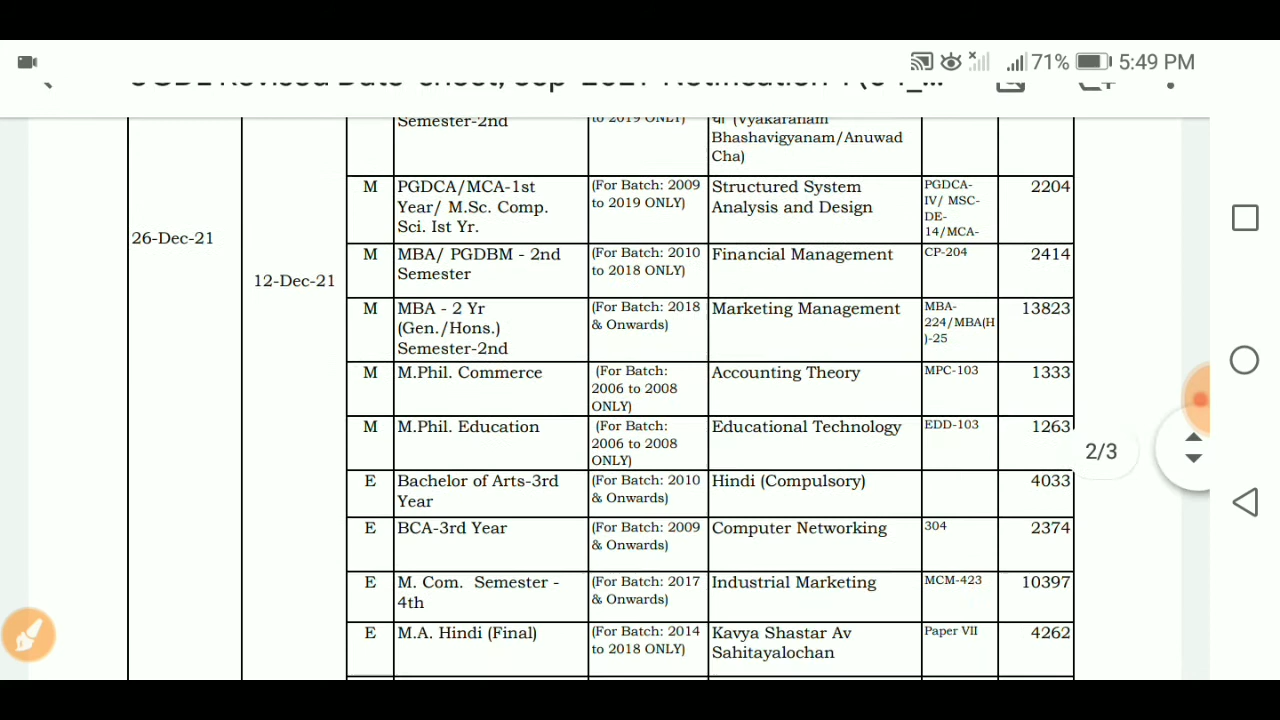 71% 5:49 PM
Revised Date
Semester-2nd
to 2019 ONLY)
(Vyakaranam
Bhashavigyanam/Anuwad
Cha)
26-Dec-21
12-Dec-21
M
PGDCA/MCA-1st
Year/ M.Sc. Comp.
Sci. Ist Yr.
(For Batch: 2009
to 2019 ONLY)
Structured System
Analysis and Design
PGDCA-
IV/ MSC-
DE-
14/MCA-
2204
M
MBA/ PGDBM - 2nd
Semester
(For Batch: 2010
to 2018 ONLY)
Financial Management
CP-204
2414
M
MBA - 2 Yr
(Gen./Hons.)
Semester-2nd
(For Batch: 2018
& Onwards)
Marketing Management
MBA-
224/MBA(H
)-25
13823
M
M.Phil. Commerce
(For Batch:
2006 to 2008
ONLY)
Accounting Theory
MPC-103
1333
M
M.Phil. Education
(For Batch:
2006 to 2008
ONLY)
Educational Technology
EDD-103
1263
2/3
E
Bachelor of Arts-3rd
Year
(For Batch: 2010
& Onwards)
Hindi (Compulsory)
4033
E
BCA-3rd Year
(For Batch: 2009
& Onwards)
Computer Networking
304
2374
E
M. Com. Semester -
4th
(For Batch: 2017
& Onwards)
Industrial Marketing
MCM-423
10397
E
M.A. Hindi (Final)
(For Batch: 2014
to 2018 ONLY)
Kavya Shastar Av
Sahitayalochan
Paper VII
4262